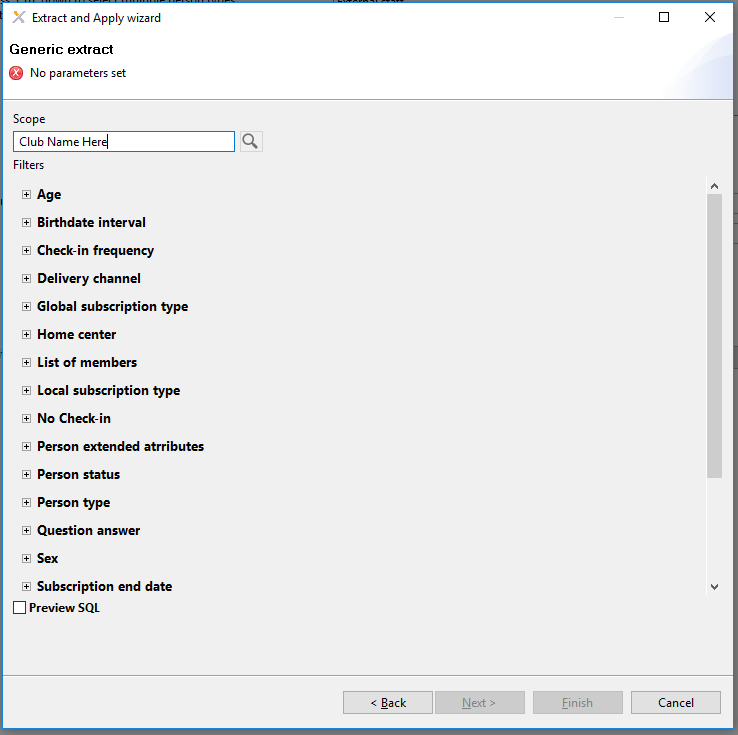 Extract and Apply wizard
Generic extract
No parameters set
Scope
Club Name Here
Filters
Age
Birthdate interval
Check-in frequency
Delivery channel
Global subscription type
Home center
List of members
Local subscription type
No Check-in
Person extended atrributes
Person status
Person type
Question answer
Sex
Subscription end date
Preview SQL
< Back
Next >
Finish
Cancel